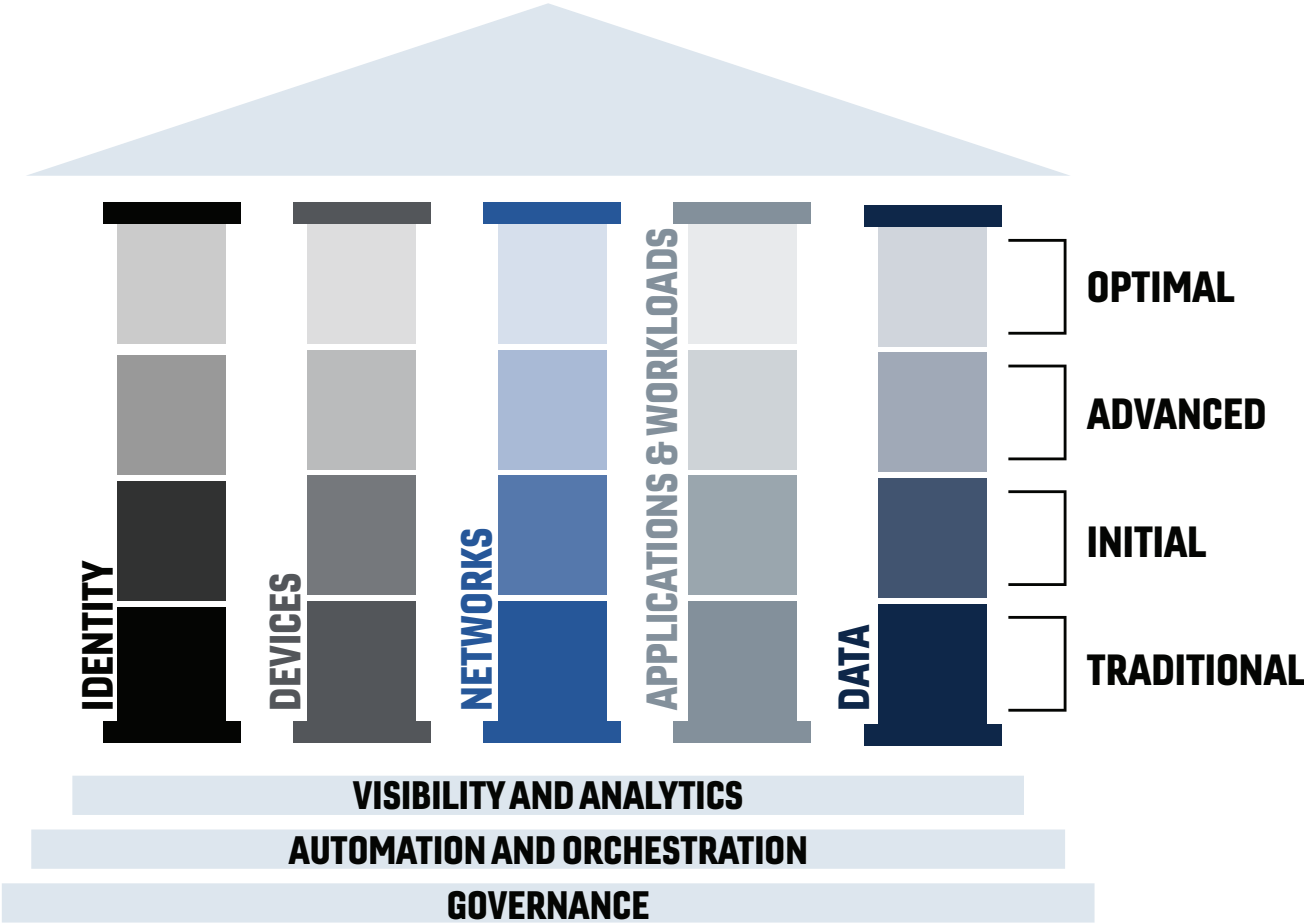 IDENTITY
DEVICES
NETWORKS
APPLICATIONS & WORKLOADS
DATA
OPTIMAL
ADVANCED
INITIAL
TRADITIONAL
VISIBILITY AND ANALYTICS
AUTOMATION AND ORCHESTRATION
GOVERNANCE